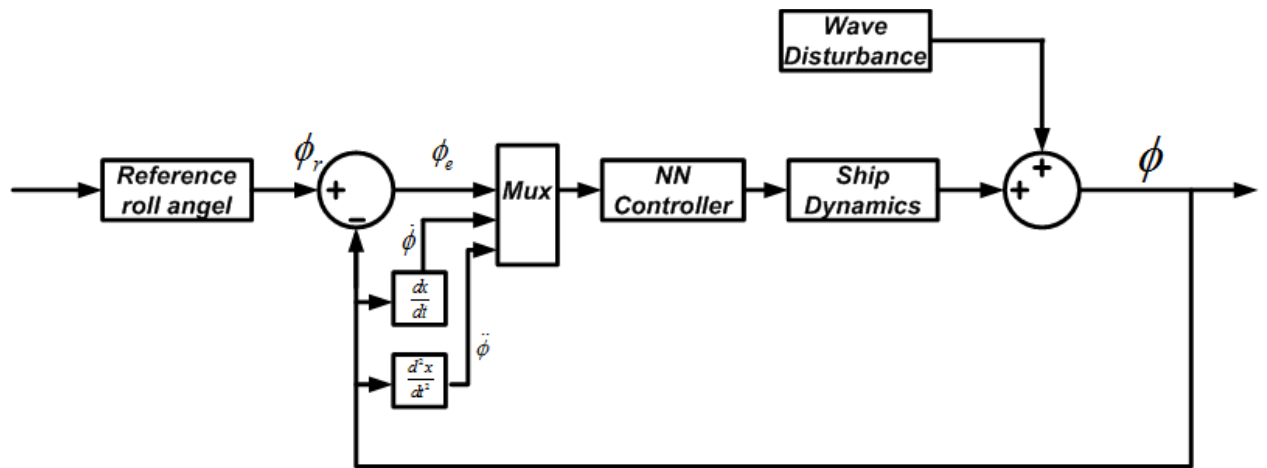 Wave
Disturbance
Reference
roll angel
ϕᵣ
+
−
ϕₑ
Mux
NN
Controller
Ship
Dynamics
+
+
ϕ
ϕ̇
dx
dt
ϕ̈
d²x
dt²